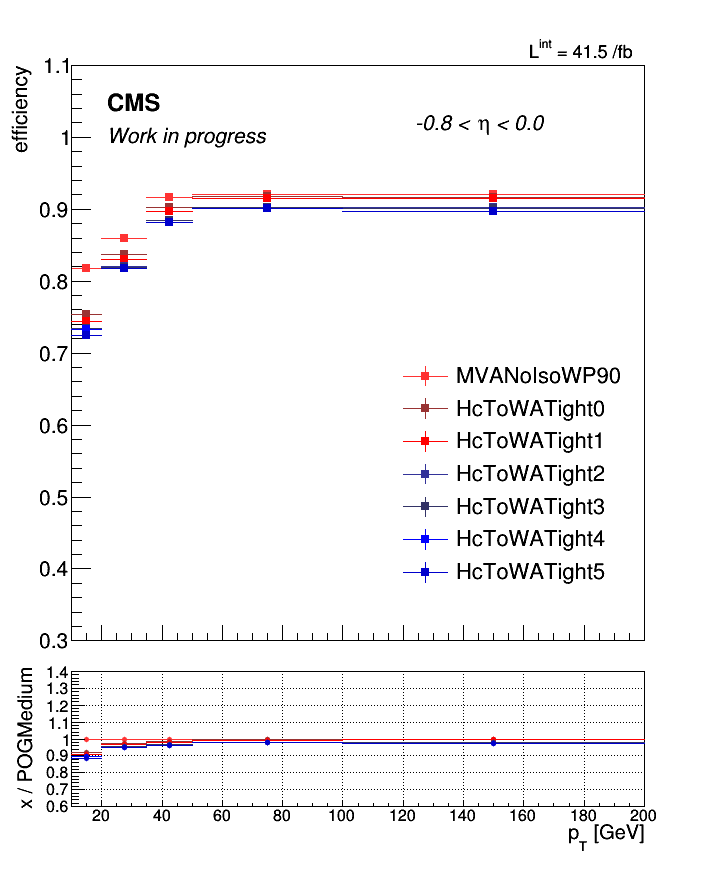 L^int = 41.5 /fb
efficiency
1.1
1
0.9
0.8
0.7
0.6
0.5
0.4
0.3
CMS
Work in progress
-0.8 < η < 0.0
MVANoIsoWP90
HcToWATight0
HcToWATight1
HcToWATight2
HcToWATight3
HcToWATight4
HcToWATight5
x / POGMedium
1.4
1.3
1.2
1.1
1
0.9
0.8
0.7
0.6
20 40 60 80 100 120 140 160 180 200
p_T [GeV]